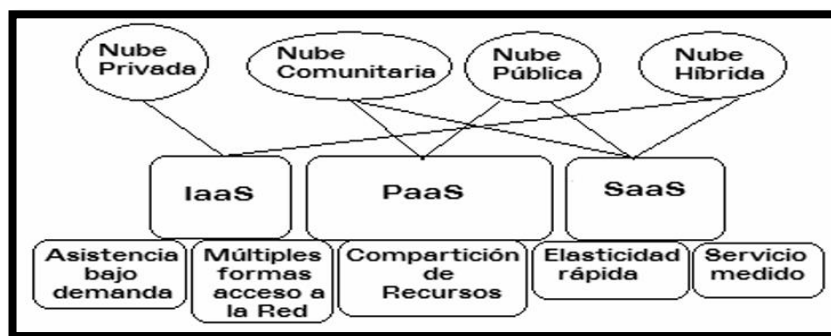 Nube
Privada
Nube
Comunitaria
Nube
Pública
Nube
Híbrida
IaaS
PaaS
SaaS
Asistencia
bajo
demanda
Múltiples
formas
acceso a
la Red
Compartición
de
Recursos
Elasticidad
rápida
Servicio
medido